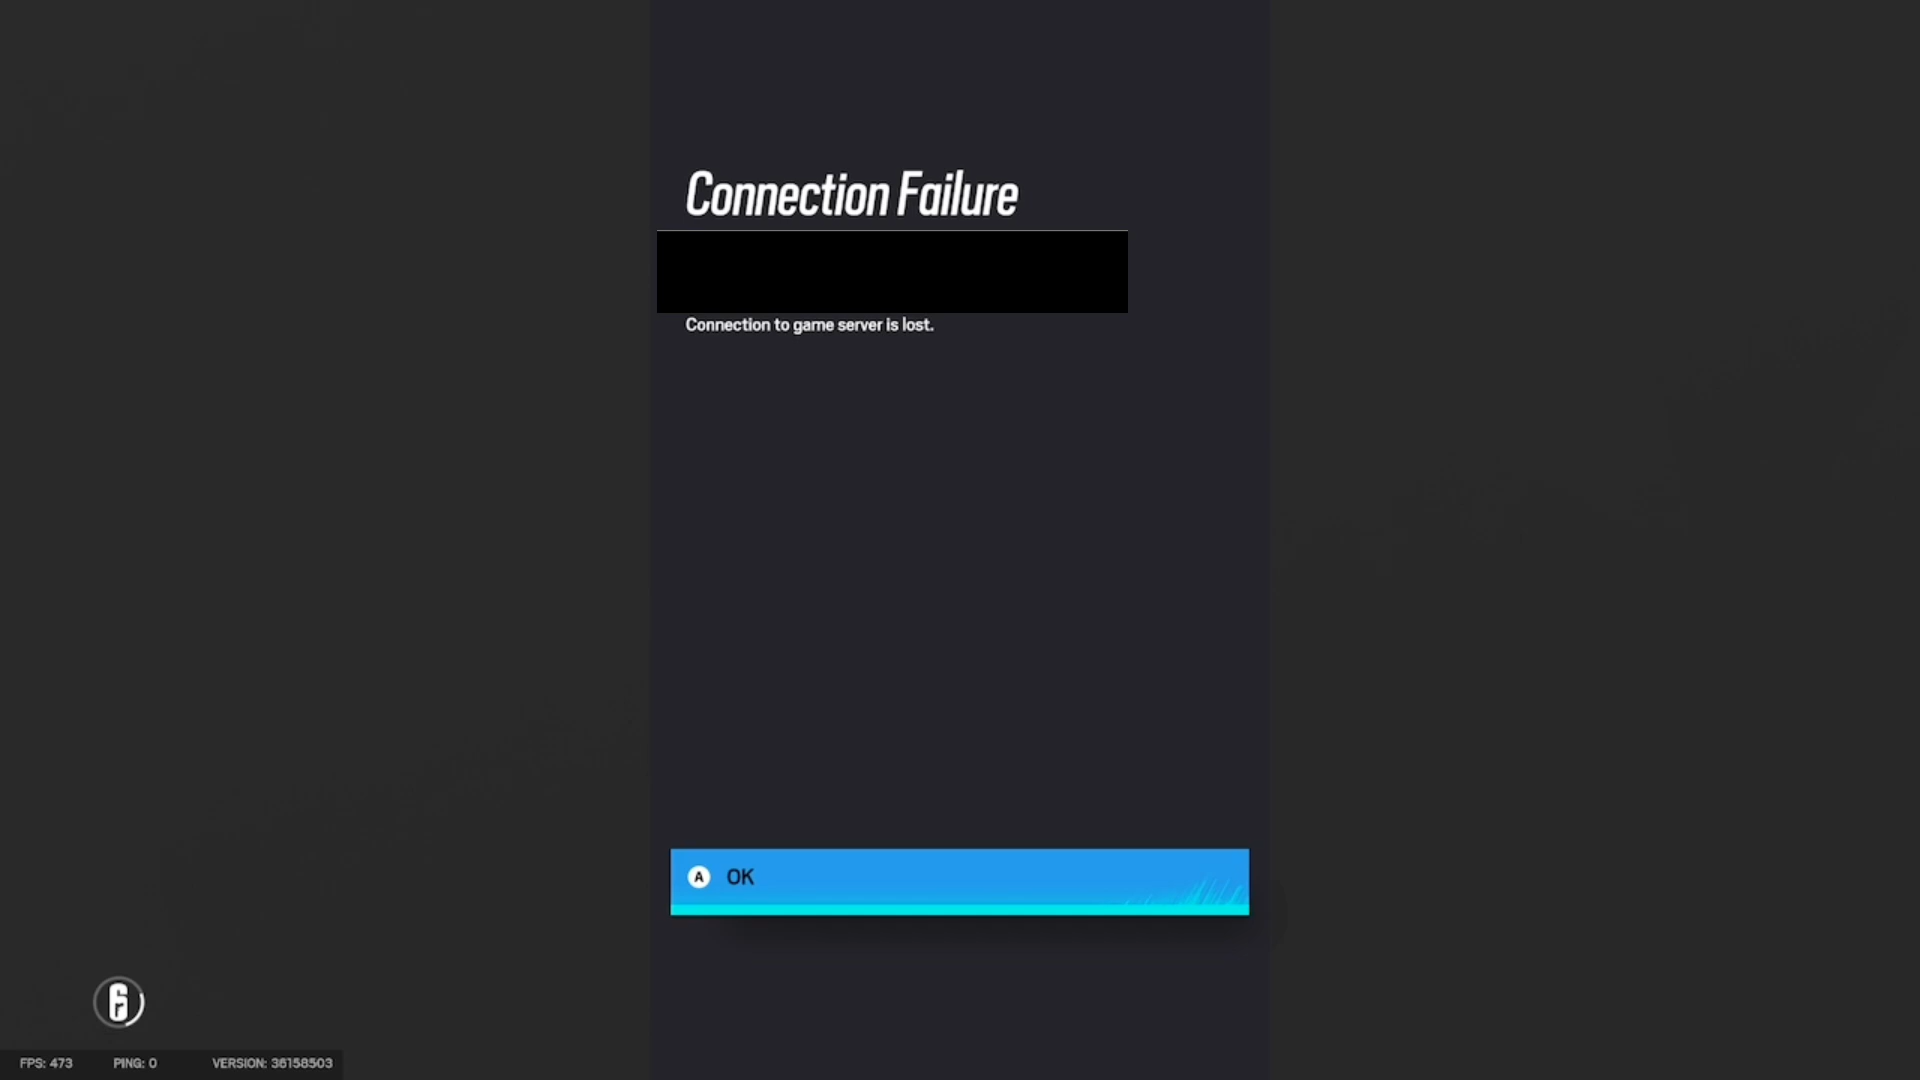 Connection Failure
Connection to game server is lost.
A OK
FPS: 473 PING: 0 VERSION: 36158503